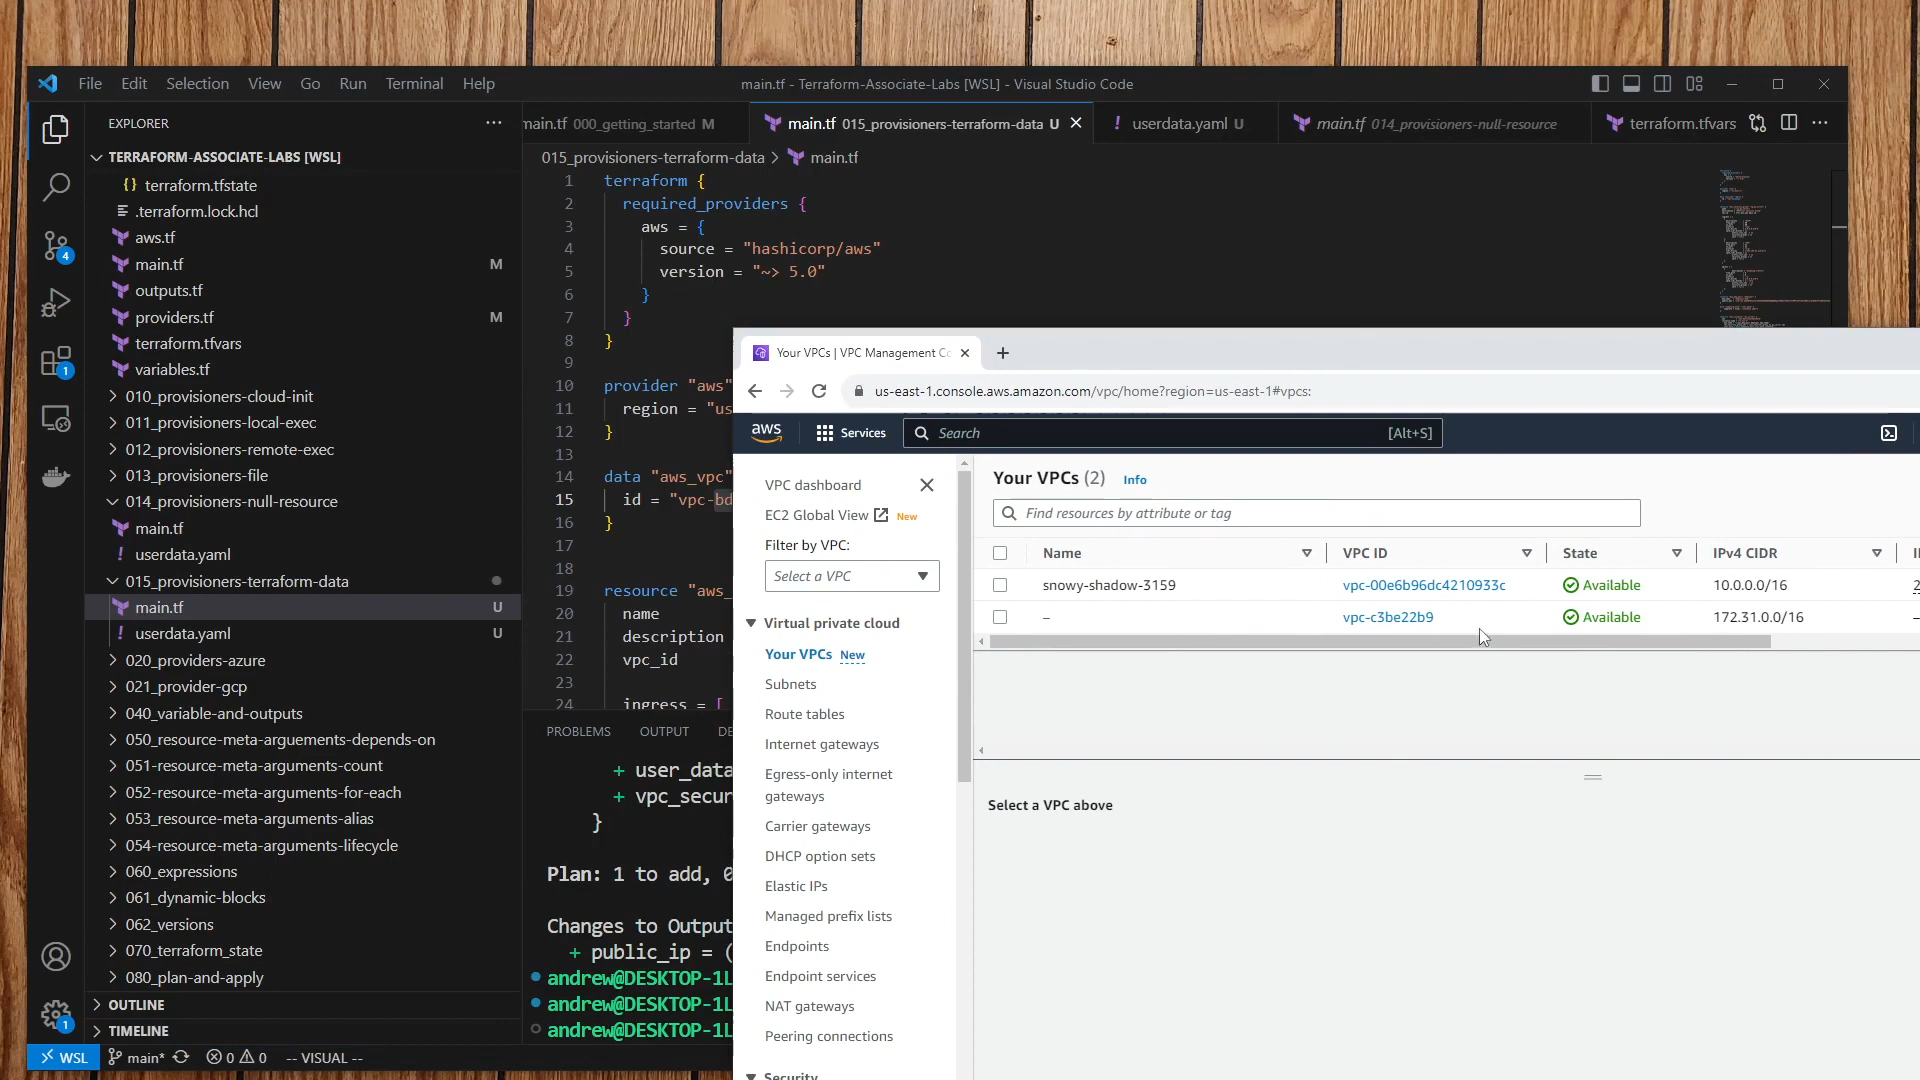 File Edit Selection View Go Run Terminal Help
main.tf - Terraform-Associate-Labs [WSL] - Visual Studio Code
EXPLORER
TERRAFORM-ASSOCIATE-LABS [WSL]
terraform.tfstate
.terraform.lock.hcl
aws.tf
main.tf M
outputs.tf
providers.tf M
terraform.tfvars
variables.tf
010_provisioners-cloud-init
011_provisioners-local-exec
012_provisioners-remote-exec
013_provisioners-file
014_provisioners-null-resource
main.tf
! userdata.yaml
015_provisioners-terraform-data
main.tf U
! userdata.yaml U
020_providers-azure
021_provider-gcp
040_variable-and-outputs
050_resource-meta-arguements-depends-on
051-resource-meta-arguments-count
052-resource-meta-arguments-for-each
053_resource-meta-arguments-alias
054-resource-meta-arguments-lifecycle
060_expressions
061_dynamic-blocks
062_versions
070_terraform_state
080_plan-and-apply
OUTLINE
TIMELINE
4
1
1
WSL main* 0 0 -- VISUAL --
main.tf 000_getting_started M
main.tf 015_provisioners-terraform-data U
! userdata.yaml U
main.tf 014_provisioners-null-resource
terraform.tfvars
015_provisioners-terraform-data > main.tf
1 terraform {
2 required_providers {
3 aws = {
4 source = "hashicorp/aws"
5 version = "~> 5.0"
6 }
7 }
8 }
9
10 provider "aws"
11 region = "us
12 }
13
14 data "aws_vpc"
15 id = "vpc-bd
16 }
17
18
19 resource "aws_
20 name
21 description
22 vpc_id
23
24 ingress = [
PROBLEMS OUTPUT DE
+ user_data
+ vpc_secur
}
Plan: 1 to add, 0
Changes to Output
+ public_ip = (
andrew@DESKTOP-1L
andrew@DESKTOP-1L
andrew@DESKTOP-1L
Your VPCs | VPC Management Co
us-east-1.console.aws.amazon.com/vpc/home?region=us-east-1#vpcs:
aws Services Search [Alt+S]
VPC dashboard
EC2 Global View New
Filter by VPC:
Select a VPC
Virtual private cloud
Your VPCs New
Subnets
Route tables
Internet gateways
Egress-only internet
gateways
Carrier gateways
DHCP option sets
Elastic IPs
Managed prefix lists
Endpoints
Endpoint services
NAT gateways
Peering connections
Security
Your VPCs (2) Info
Find resources by attribute or tag
Name VPC ID State IPv4 CIDR
snowy-shadow-3159 vpc-00e6b96dc4210933c Available 10.0.0.0/16
– vpc-c3be22b9 Available 172.31.0.0/16 –
Select a VPC above